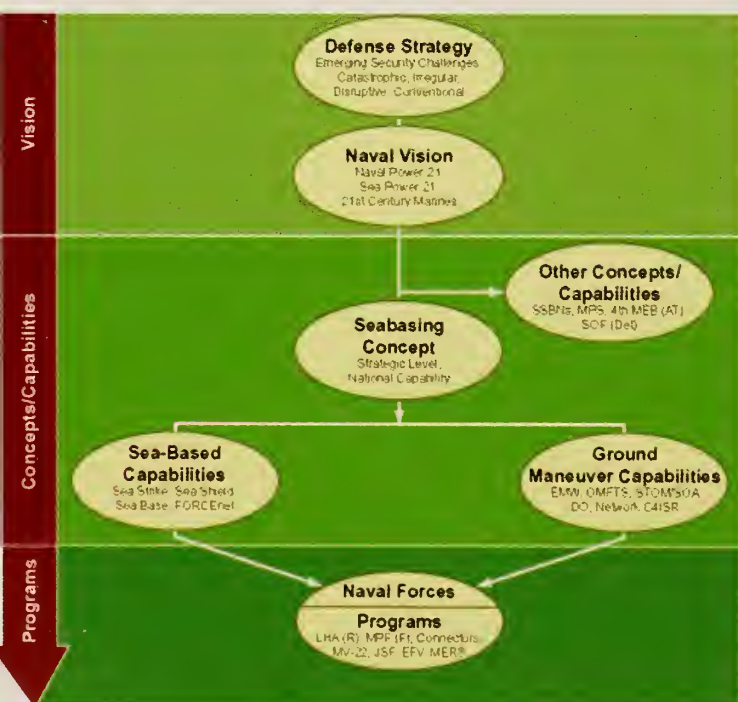 Vision
Defense Strategy
Emerging Security Challenges
Catastrophic, Irregular,
Disruptive, Conventional
Naval Vision
Naval Power 21
Sea Power 21
21st Century Marines
Concepts/Capabilities
Other Concepts/
Capabilities
SSBNs, MPS, 4th MEB (AT)
SOF (Det)
Seabasing
Concept
Strategic Level,
National Capability
Sea-Based
Capabilities
Sea Strike, Sea Shield
Sea Base, FORCEnet
Ground
Maneuver Capabilities
EMW, OMFTS, STOM/SOA
DO, Network, C4ISR
Programs
Naval Forces
Programs
LHA (R), MPF (F), Connectors
MV-22, JSF, EFV,